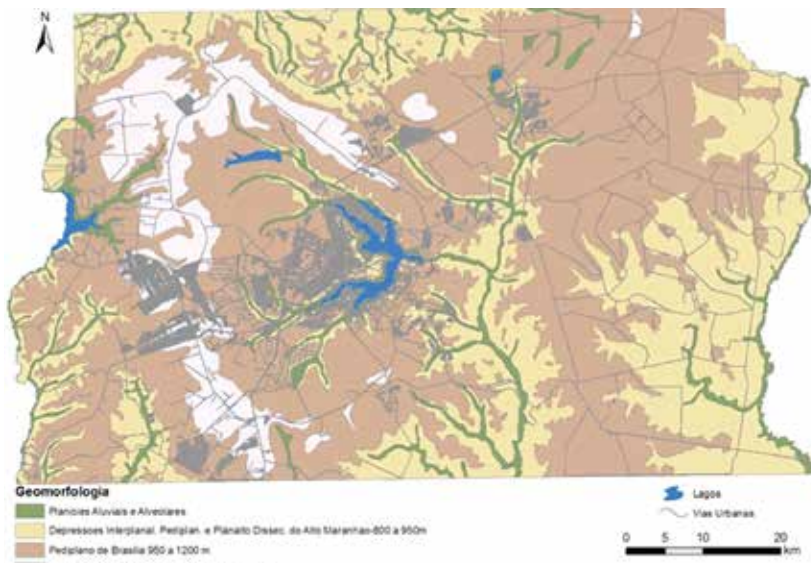 N
Geomorfologia
Planícies Aluviais e Alveolares
Depressões Interplanal. Pediplan. e Planalto Dissec. do Alto Maranhão-800 a 950m
Pediplano de Brasília 950 a 1200 m
Lagos
Vias Urbanas
0 5 10 20
km